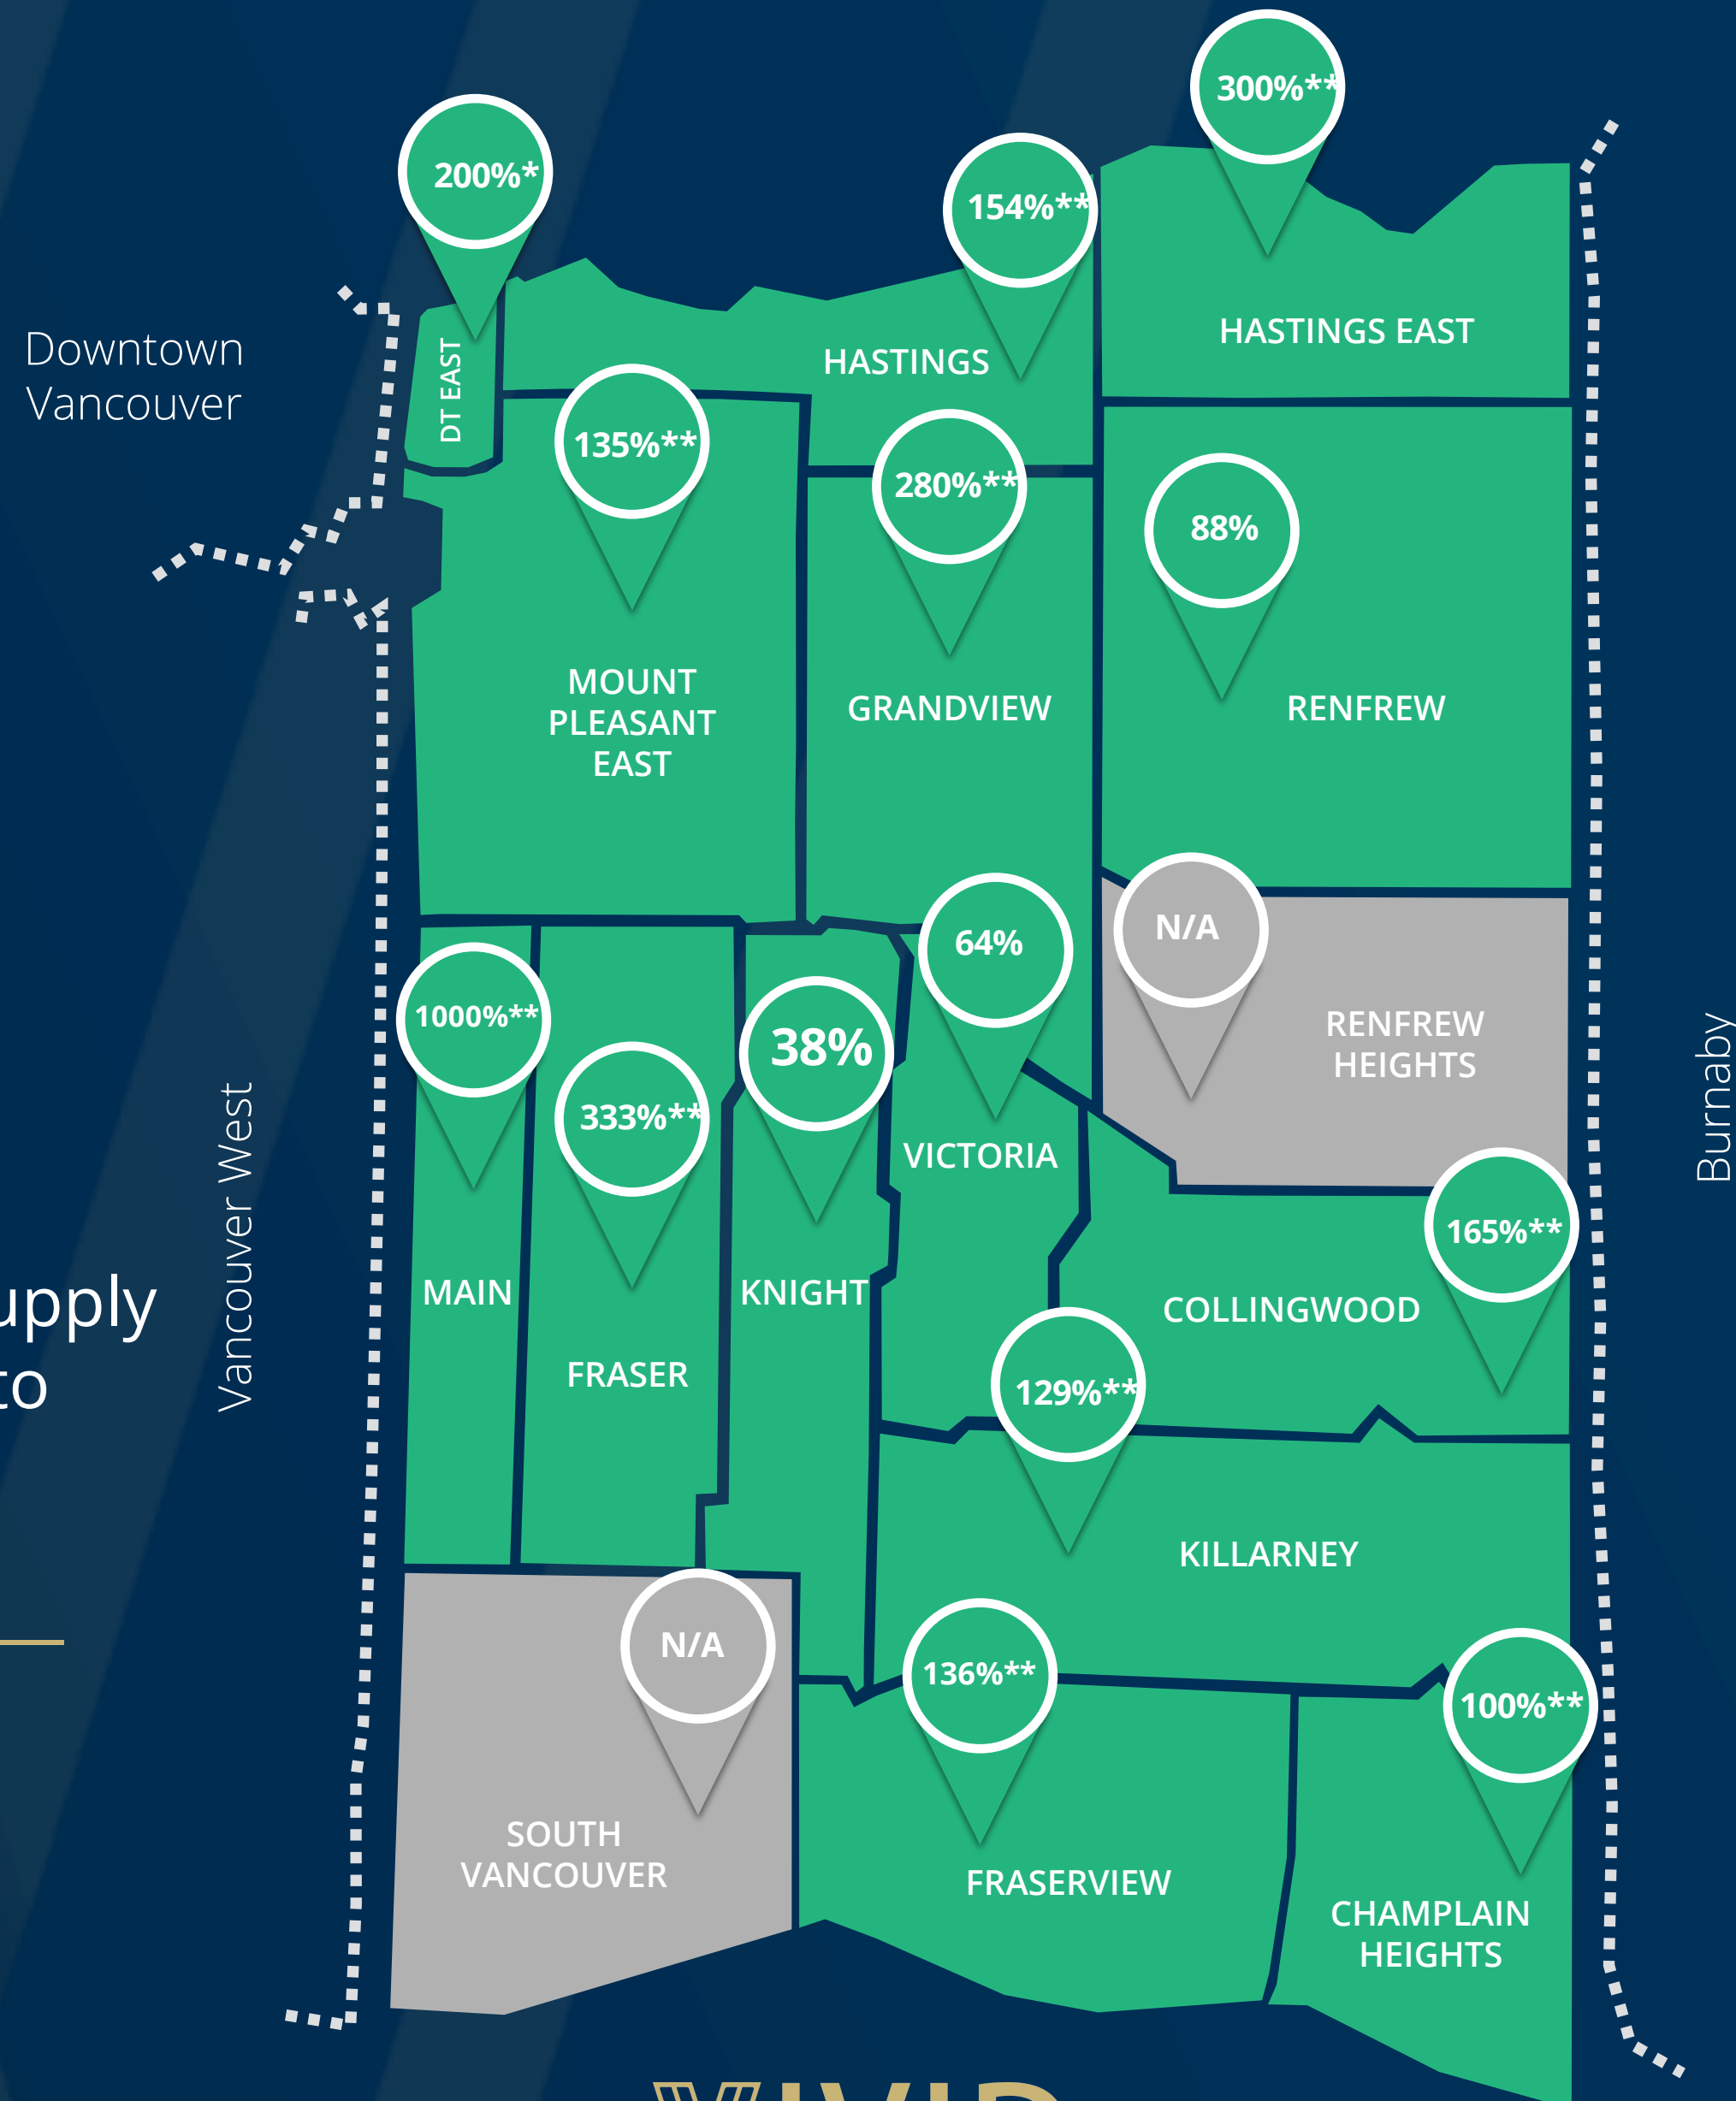 300%**
200%*
154%**
HASTINGS EAST
Downtown
Vancouver
HASTINGS
DT EAST
135%**
280%**
88%
MOUNT
PLEASANT
EAST
GRANDVIEW
RENFREW
N/A
64%
1000%**
38%
RENFREW
HEIGHTS
333%**
Burnaby
VICTORIA
Vancouver West
165%**
MAIN
KNIGHT
COLLINGWOOD
upply
to
FRASER
129%**
KILLARNEY
N/A
136%**
100%**
SOUTH
VANCOUVER
FRASERVIEW
CHAMPLAIN
HEIGHTS
VIVID